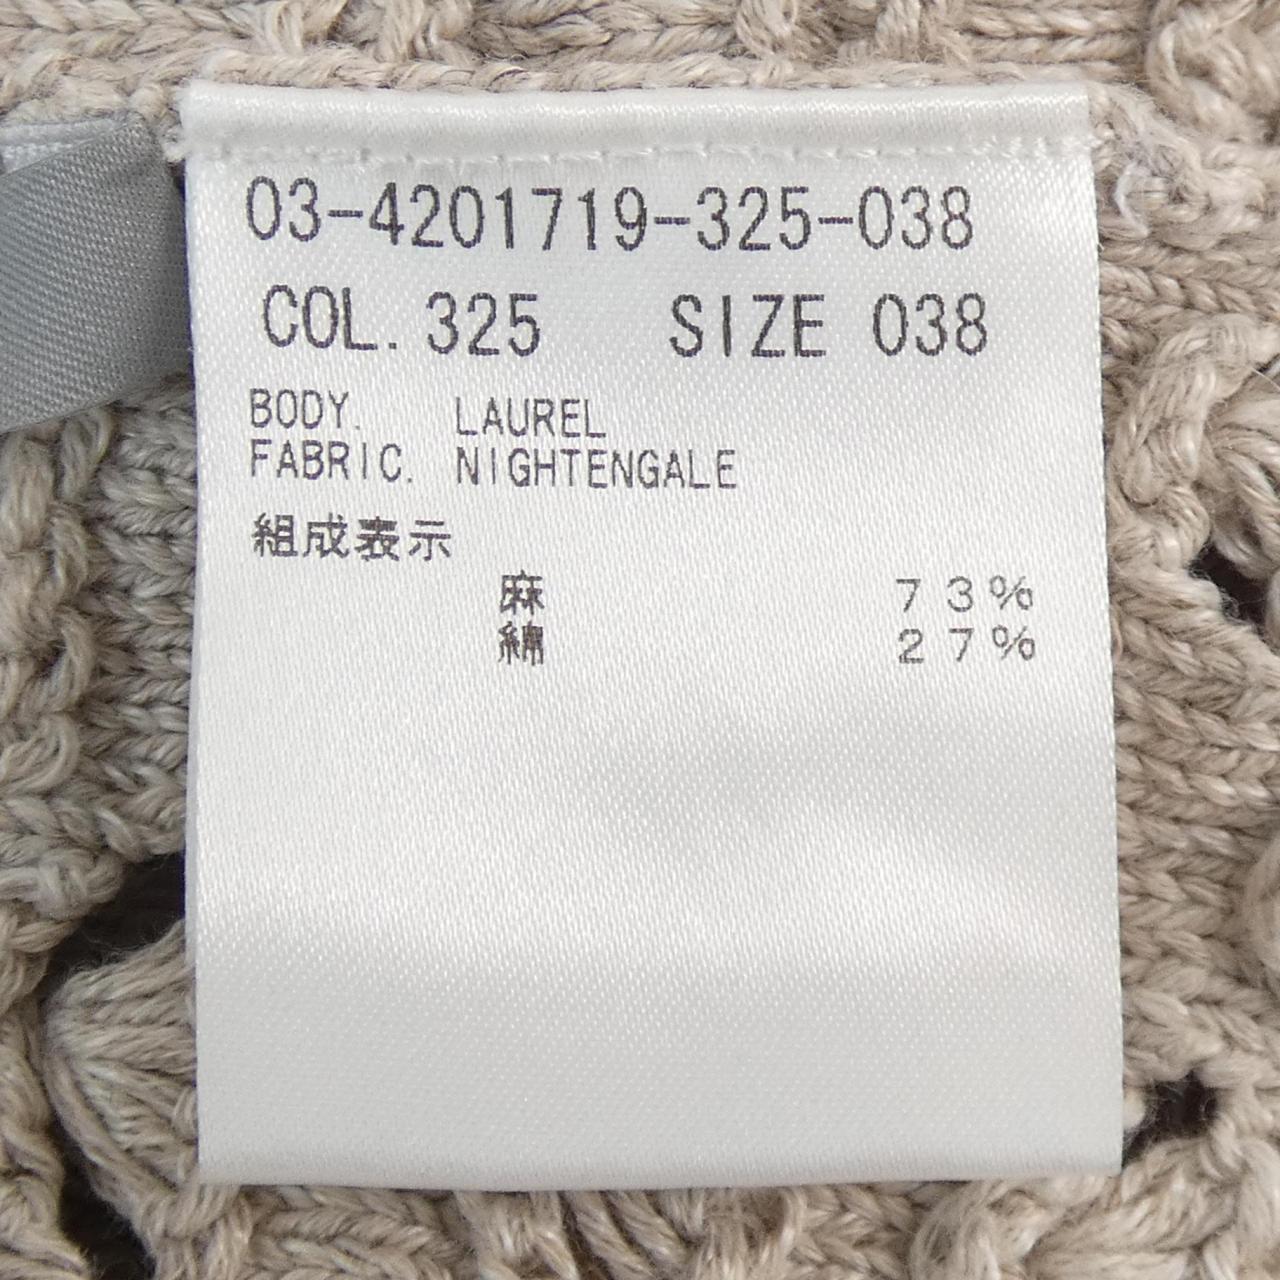 03-4201719-325-038
COL. 325 SIZE 038
BODY. LAUREL
FABRIC. NIGHTENGALE
組成表示
麻 73%
綿 27%